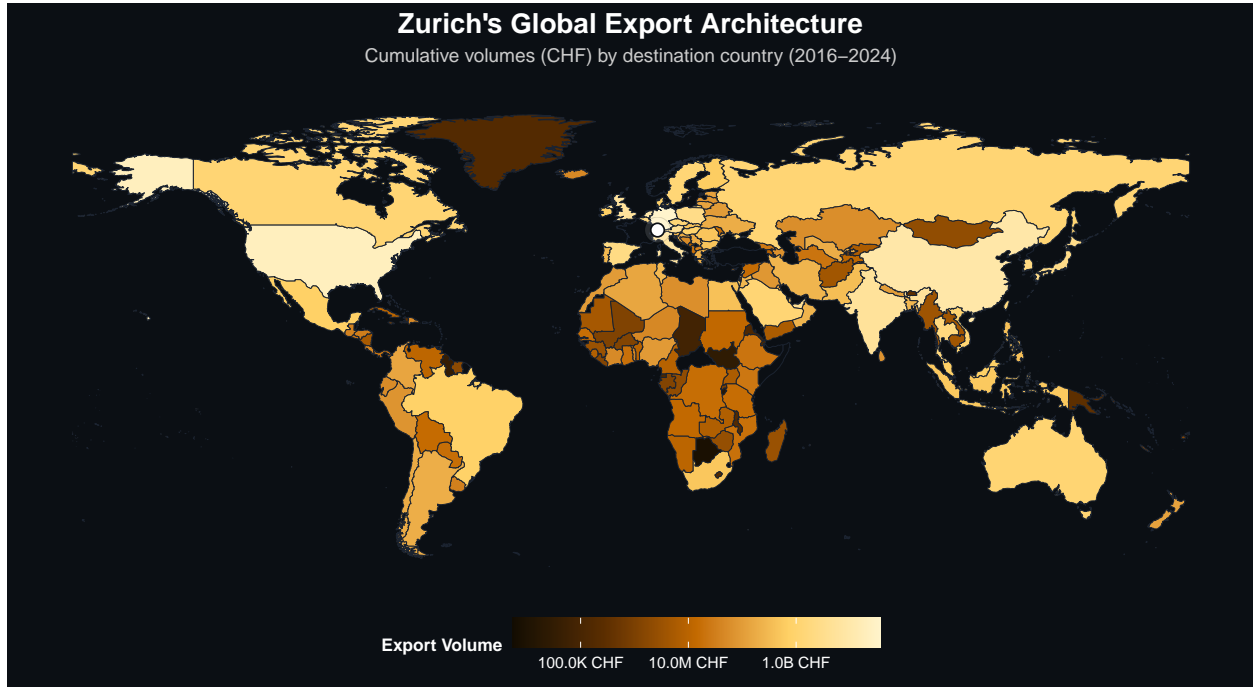 Zurich's Global Export Architecture
Cumulative volumes (CHF) by destination country (2016–2024)
Export Volume
100.0K CHF 10.0M CHF 1.0B CHF